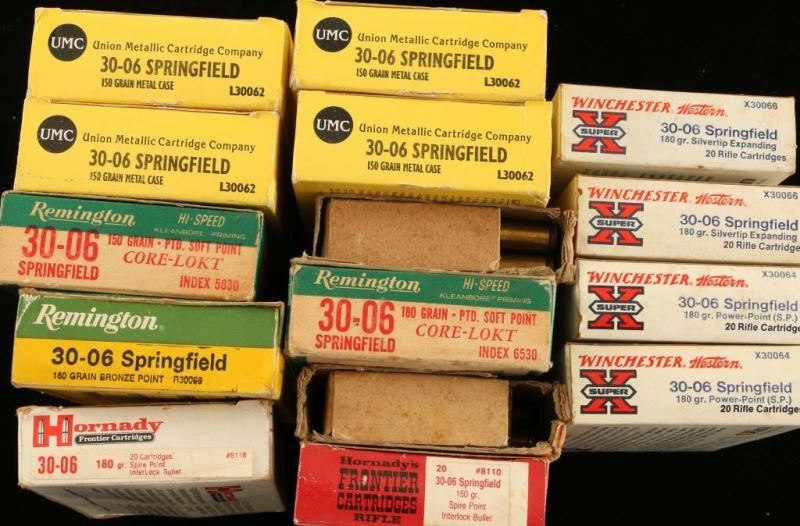 UMC
Union Metallic Cartridge Company
30-06 SPRINGFIELD
150 GRAIN METAL CASE
L30062
UMC
Union Metallic Cartridge Company
30-06 SPRINGFIELD
150 GRAIN METAL CASE
L30062
UMC
Union Metallic Cartridge Company
30-06 SPRINGFIELD
150 GRAIN METAL CASE
L30062
UMC
Union Metallic Cartridge Company
30-06 SPRINGFIELD
150 GRAIN METAL CASE
L30062
WINCHESTER Western
X30066
SUPER X
30-06 Springfield
180 gr. Silvertip Expanding
20 Rifle Cartridges
WINCHESTER Western
X30066
SUPER X
30-06 Springfield
180 gr. Silvertip Expanding
20 Rifle Cartridges
WINCHESTER Western
X30064
SUPER X
30-06 Springfield
180 gr. Power-Point (S.P.)
20 Rifle Cartridges
WINCHESTER Western
X30064
SUPER X
30-06 Springfield
180 gr. Power-Point (S.P.)
20 Rifle Cartridges
Remington
HI-SPEED
KLEANBORE PRIMING
30-06
SPRINGFIELD
150 GRAIN - PTD. SOFT POINT
CORE-LOKT
INDEX 5030
Remington
HI-SPEED
KLEANBORE PRIMING
30-06
SPRINGFIELD
180 GRAIN - PTD. SOFT POINT
CORE-LOKT
INDEX 6530
Remington
30-06 Springfield
180 GRAIN BRONZE POINT
Hornady
Frontier Cartridges
30-06
180 gr.
20 Cartridges
Spire Point
InterLock Bullet
#8118
Hornady's
FRONTIER
CARTRIDGES
RIFLE
20
#8110
30-06 Springfield
150 gr.
Spire Point
Interlock Bullet